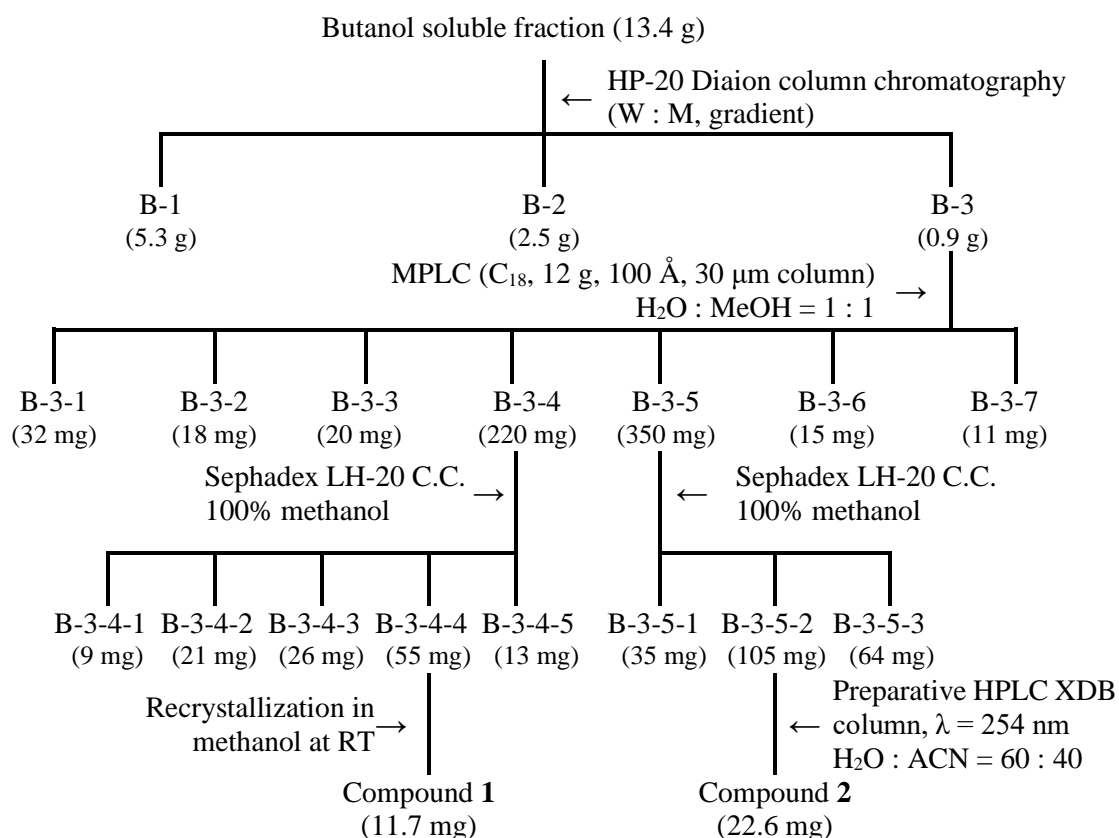 Butanol soluble fraction (13.4 g)
← HP-20 Diaion column chromatography
(W : M, gradient)
B-1 B-2 B-3
(5.3 g) (2.5 g) (0.9 g)
MPLC (C₁₈, 12 g, 100 Å, 30 μm column) →
H₂O : MeOH = 1 : 1
B-3-1 B-3-2 B-3-3 B-3-4 B-3-5 B-3-6 B-3-7
(32 mg) (18 mg) (20 mg) (220 mg) (350 mg) (15 mg) (11 mg)
Sephadex LH-20 C.C. → ← Sephadex LH-20 C.C.
100% methanol 100% methanol
B-3-4-1 B-3-4-2 B-3-4-3 B-3-4-4 B-3-4-5 B-3-5-1 B-3-5-2 B-3-5-3
(9 mg) (21 mg) (26 mg) (55 mg) (13 mg) (35 mg) (105 mg) (64 mg)
Recrystallization in → ← Preparative HPLC XDB
methanol at RT column, λ = 254 nm
H₂O : ACN = 60 : 40
Compound 1 Compound 2
(11.7 mg) (22.6 mg)